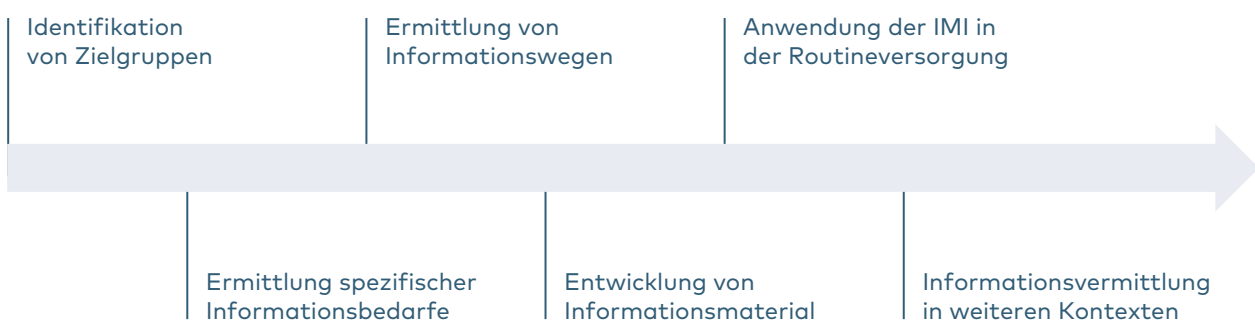 Identifikation
von Zielgruppen
Ermittlung von
Informationswegen
Anwendung der IMI in
der Routineversorgung
Ermittlung spezifischer
Informationsbedarfe
Entwicklung von
Informationsmaterial
Informationsvermittlung
in weiteren Kontexten